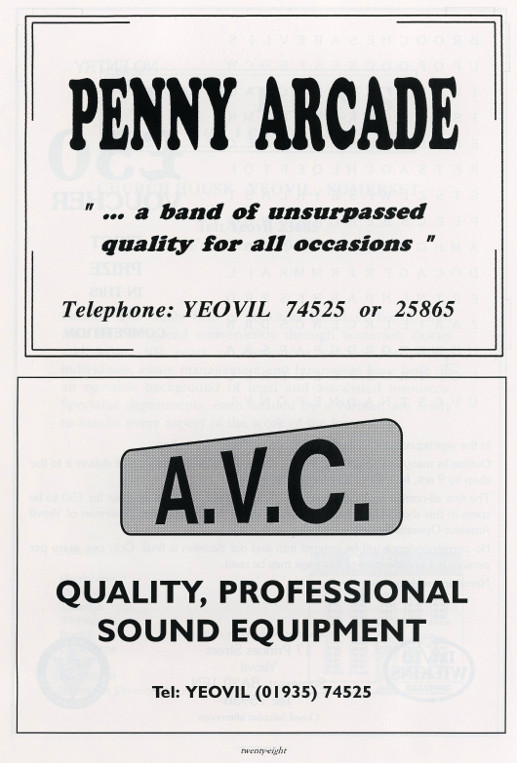 PENNY ARCADE
" ... a band of unsurpassed
quality for all occasions "
Telephone: YEOVIL 74525 or 25865
A.V.C.
QUALITY, PROFESSIONAL
SOUND EQUIPMENT
Tel: YEOVIL (01935) 74525
twenty-eight